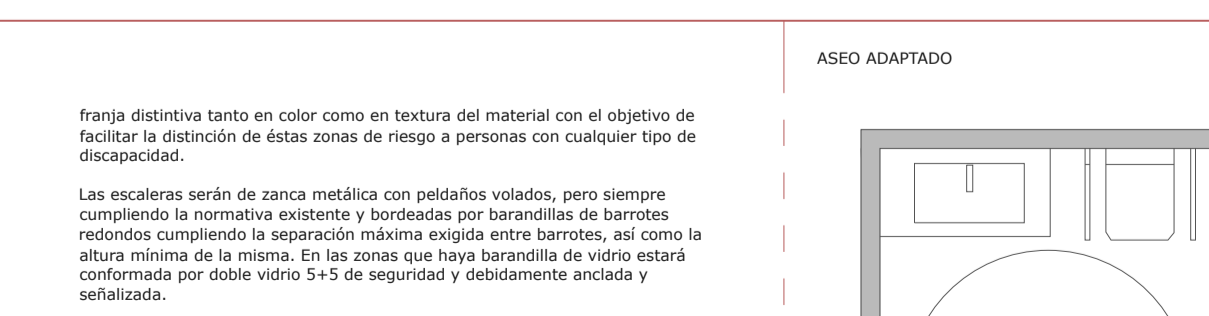 franja distintiva tanto en color como en textura del material con el objetivo de
facilitar la distinción de éstas zonas de riesgo a personas con cualquier tipo de
discapacidad.
Las escaleras serán de zanca metálica con peldaños volados, pero siempre
cumpliendo la normativa existente y bordeadas por barandillas de barrotes
redondos cumpliendo la separación máxima exigida entre barrotes, así como la
altura mínima de la misma. En las zonas que haya barandilla de vidrio estará
conformada por doble vidrio 5+5 de seguridad y debidamente anclada y
señalizada.
ASEO ADAPTADO